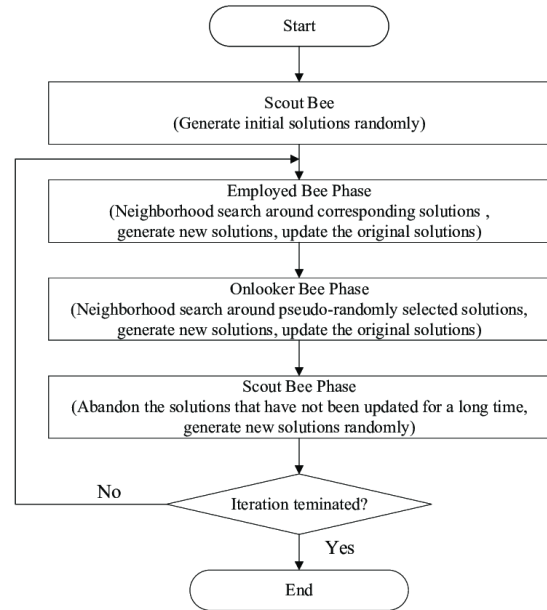 Start
Scout Bee
(Generate initial solutions randomly)
Employed Bee Phase
(Neighborhood search around corresponding solutions ,
generate new solutions, update the original solutions)
Onlooker Bee Phase
(Neighborhood search around pseudo-randomly selected solutions,
generate new solutions, update the original solutions)
Scout Bee Phase
(Abandon the solutions that have not been updated for a long time,
generate new solutions randomly)
No
Iteration teminated?
Yes
End